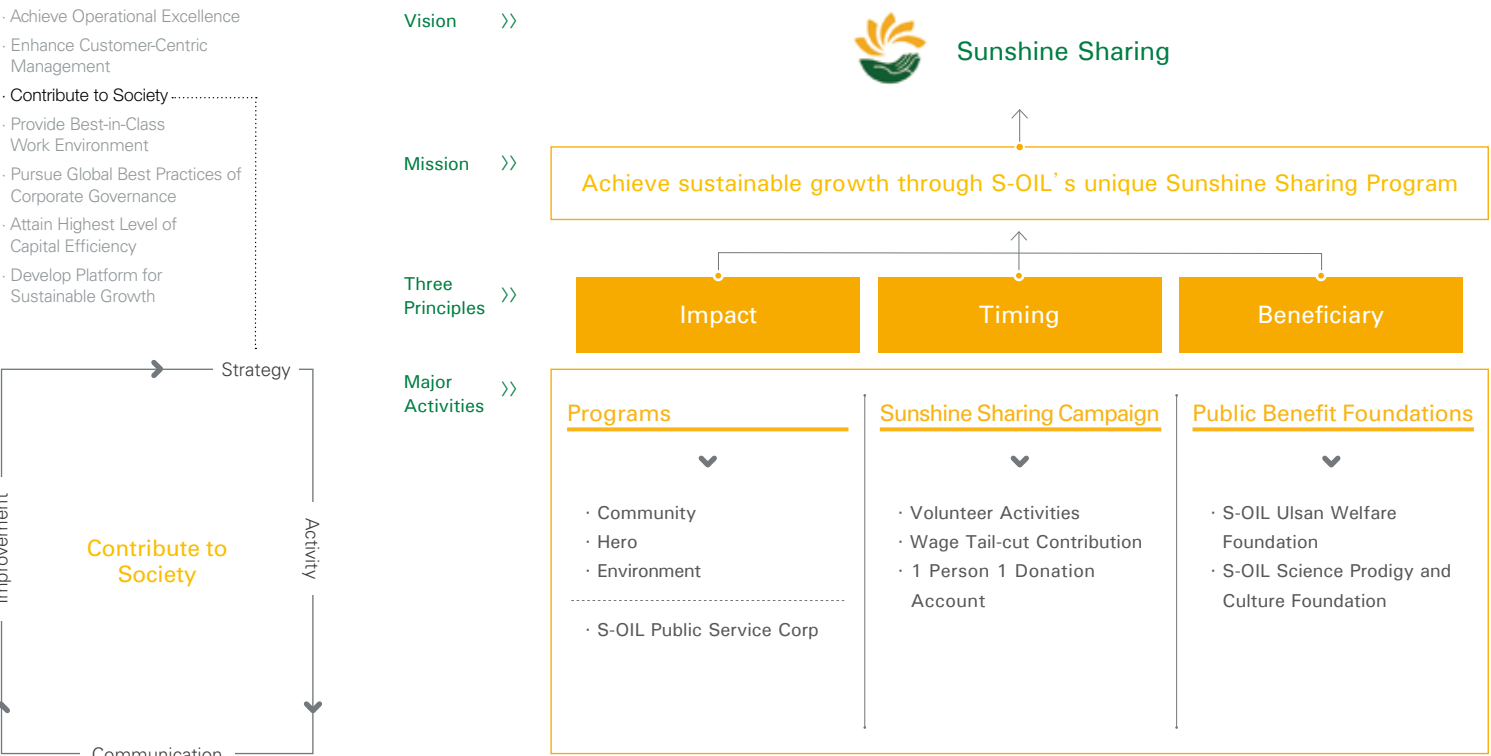 · Achieve Operational Excellence
· Enhance Customer-Centric
Management
· Contribute to Society
· Provide Best-in-Class
Work Environment
· Pursue Global Best Practices of
Corporate Governance
· Attain Highest Level of
Capital Efficiency
· Develop Platform for
Sustainable Growth
Strategy
Activity
Communication
Improvement
Contribute to
Society
Vision
Sunshine Sharing
Mission
Achieve sustainable growth through S-OIL's unique Sunshine Sharing Program
Three
Principles
Impact
Timing
Beneficiary
Major
Activities
Programs
· Community
· Hero
· Environment
· S-OIL Public Service Corp
Sunshine Sharing Campaign
· Volunteer Activities
· Wage Tail-cut Contribution
· 1 Person 1 Donation
Account
Public Benefit Foundations
· S-OIL Ulsan Welfare
Foundation
· S-OIL Science Prodigy and
Culture Foundation